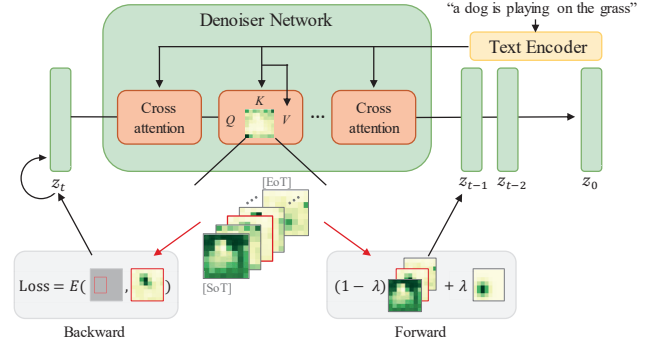 "a dog is playing on the grass"
Denoiser Network
Text Encoder
Cross attention
Q
K
V
...
Cross attention
z_t
z_{t-1}
z_{t-2}
z_0
[EoT]
[SoT]
Loss = E( , )
Backward
(1 − λ) + λ
Forward